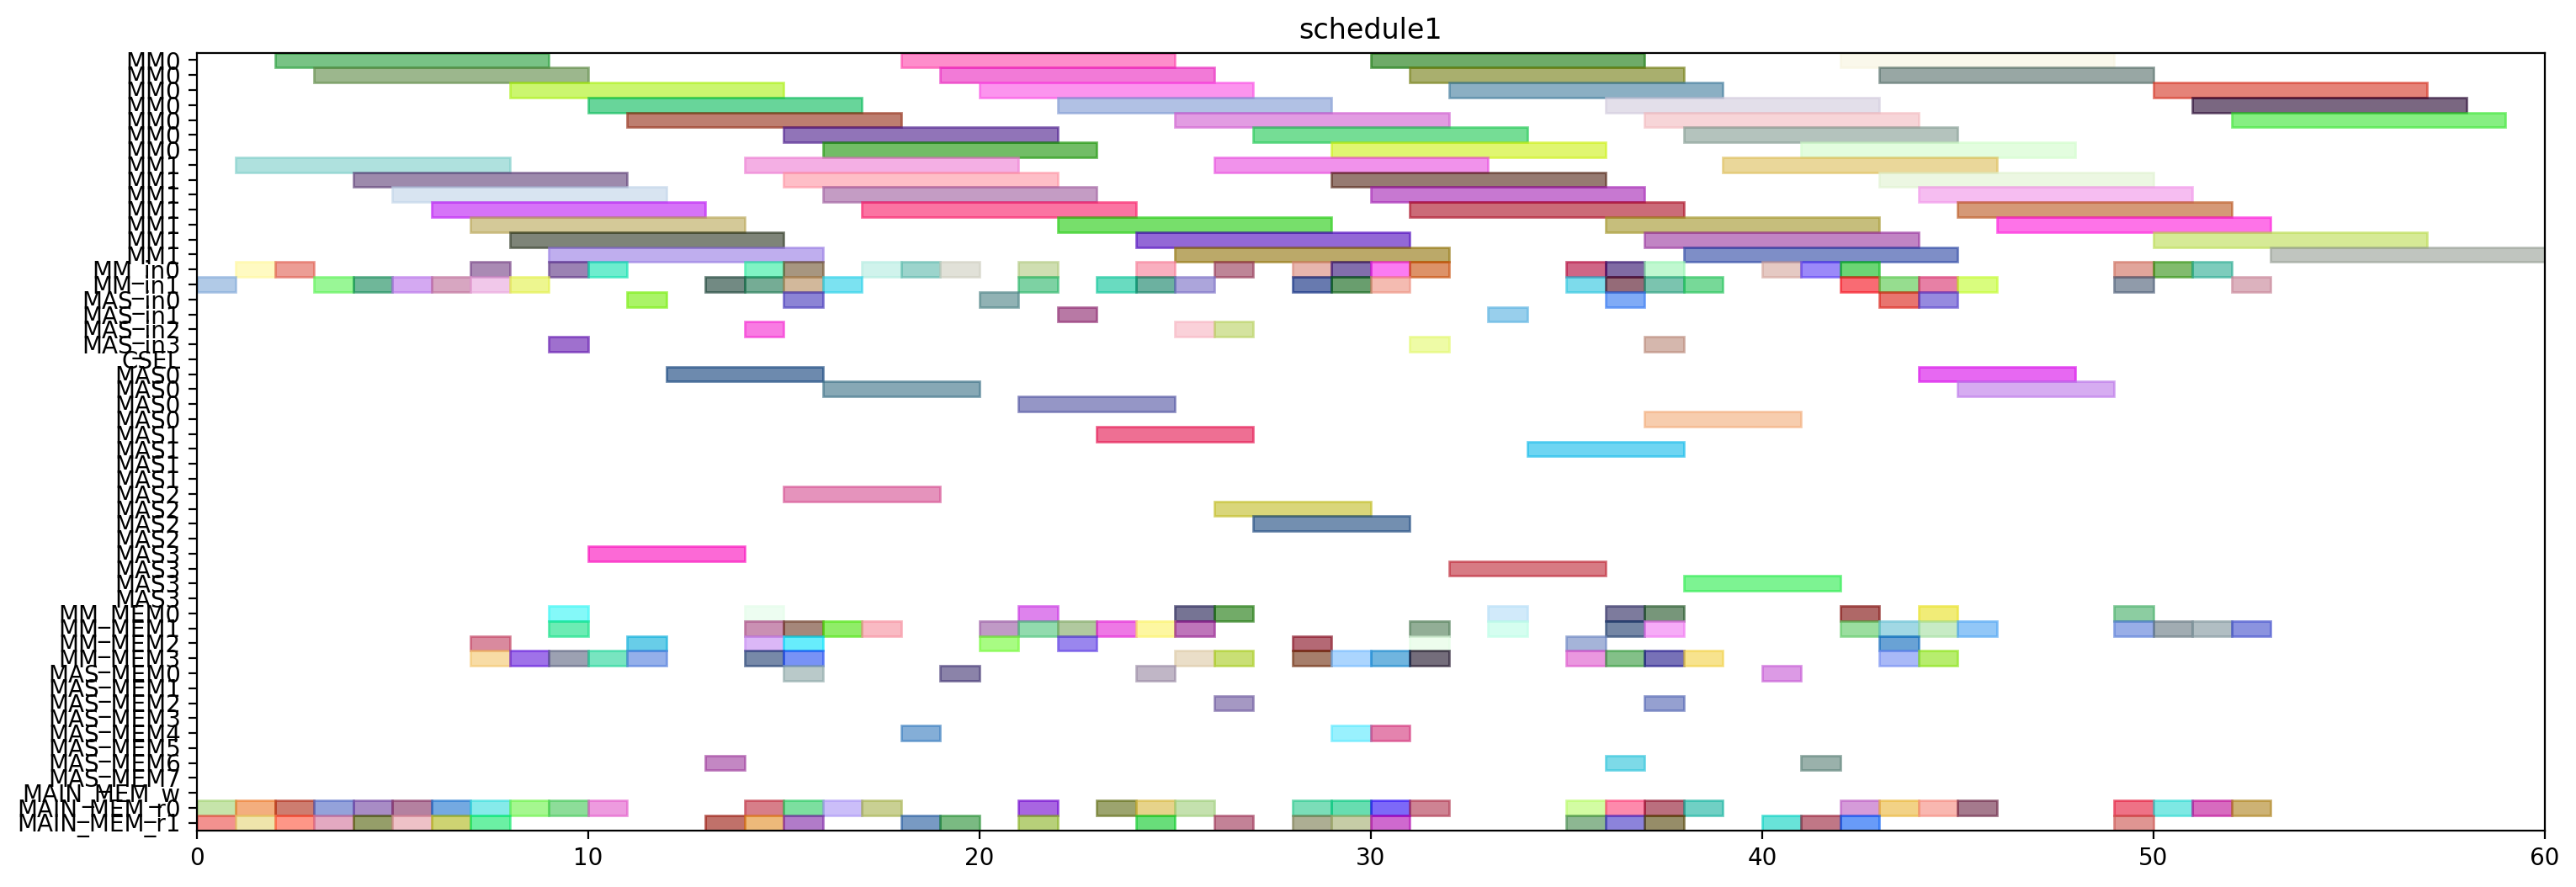 schedule1
MM0
MM0
MM0
MM0
MM0
MM0
MM0
MM1
MM1
MM1
MM1
MM1
MM1
MM1
MM_in0
MM_in1
MAS_in0
MAS_in1
MAS_in2
MAS_in3
CSEL
MAS0
MAS0
MAS0
MAS0
MAS1
MAS1
MAS1
MAS1
MAS2
MAS2
MAS2
MAS2
MAS3
MAS3
MAS3
MAS3
MM_MEM0
MM_MEM1
MM_MEM2
MM_MEM3
MAS_MEM0
MAS_MEM1
MAS_MEM2
MAS_MEM3
MAS_MEM4
MAS_MEM5
MAS_MEM6
MAS_MEM7
MAIN_MEM_w
MAIN_MEM_r0
MAIN_MEM_r1
0 10 20 30 40 50 60